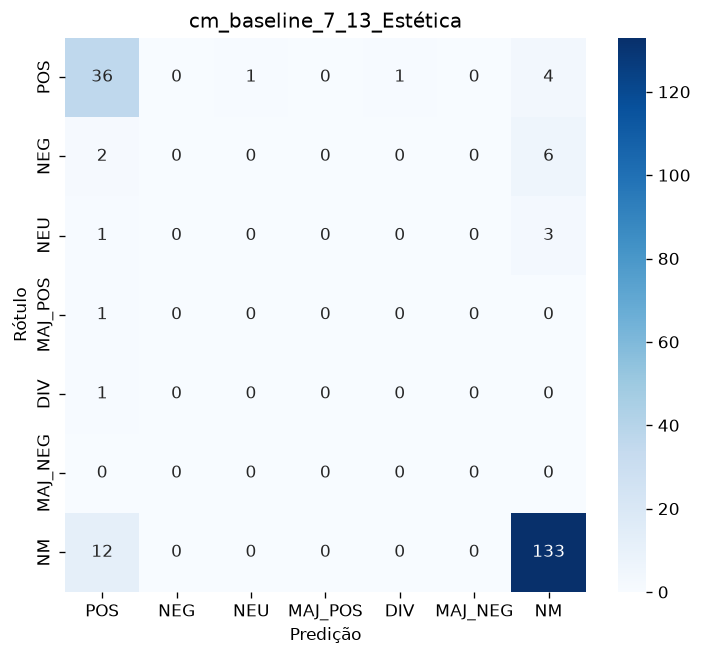 cm_baseline_7_13_Estética
POS 36 0 1 0 1 0 4
NEG 2 0 0 0 0 0 6
NEU 1 0 0 0 0 0 3
MAJ_POS 1 0 0 0 0 0 0
DIV 1 0 0 0 0 0 0
MAJ_NEG 0 0 0 0 0 0 0
NM 12 0 0 0 0 0 133
POS NEG NEU MAJ_POS DIV MAJ_NEG NM
Predição
Rótulo
120
100
80
60
40
20
0